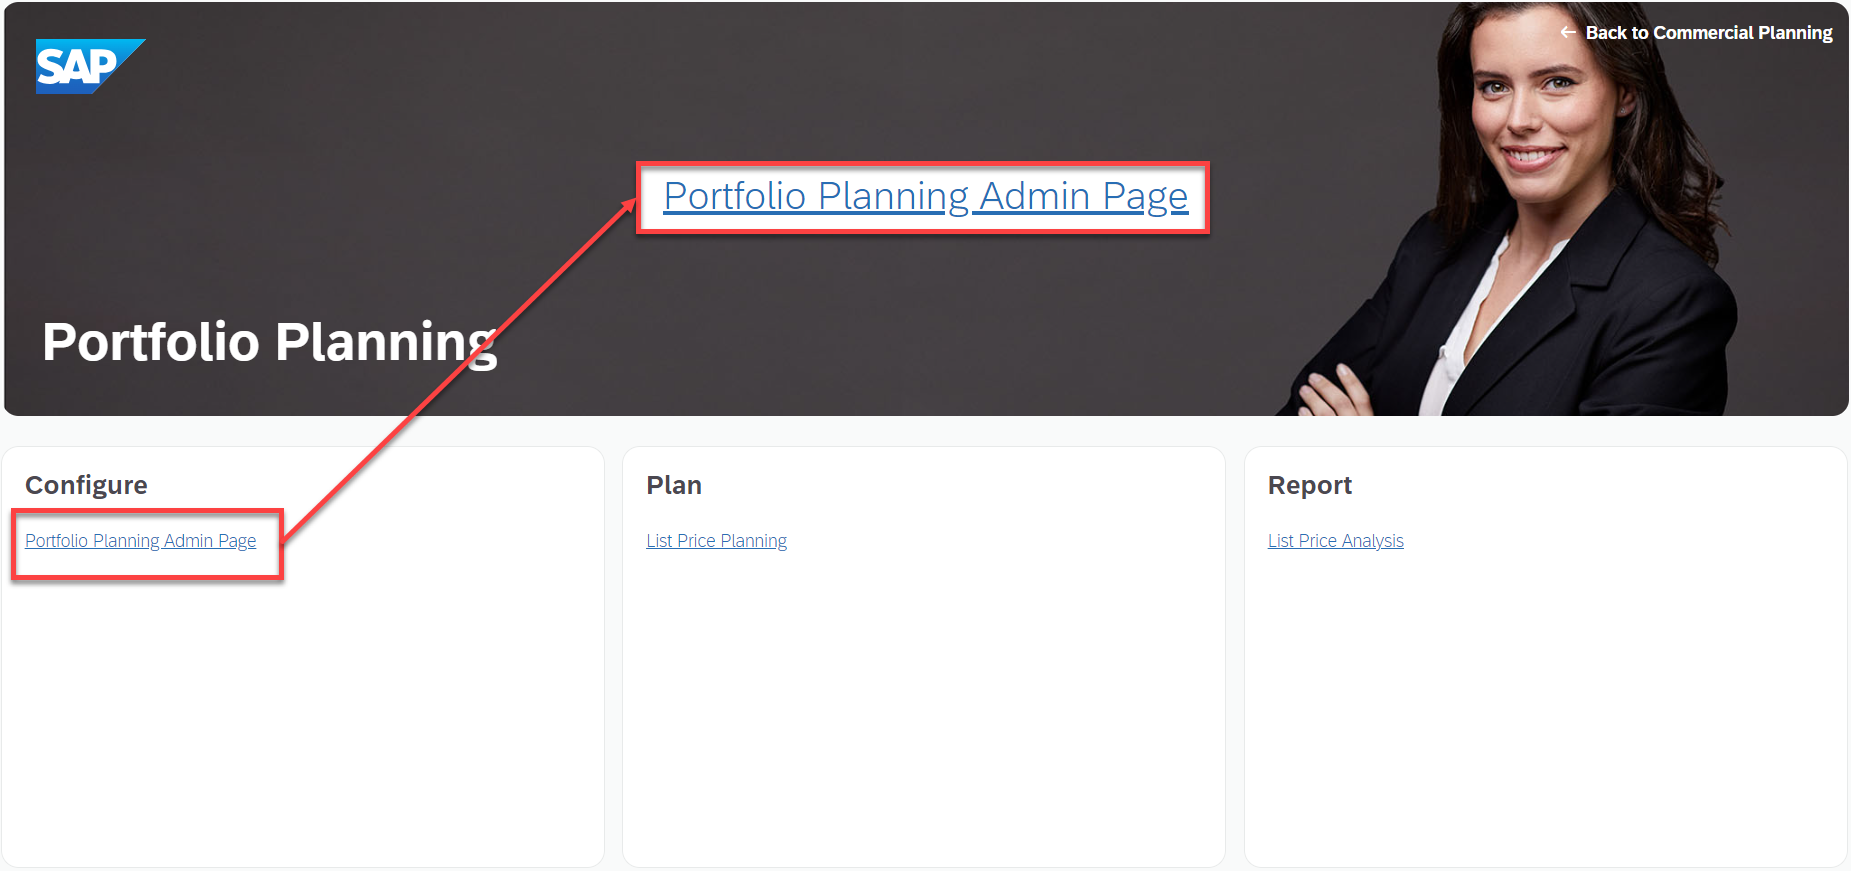 ← Back to Commercial Planning
SAP
Portfolio Planning Admin Page
Portfolio Planning
Configure
Portfolio Planning Admin Page
Plan
List Price Planning
Report
List Price Analysis